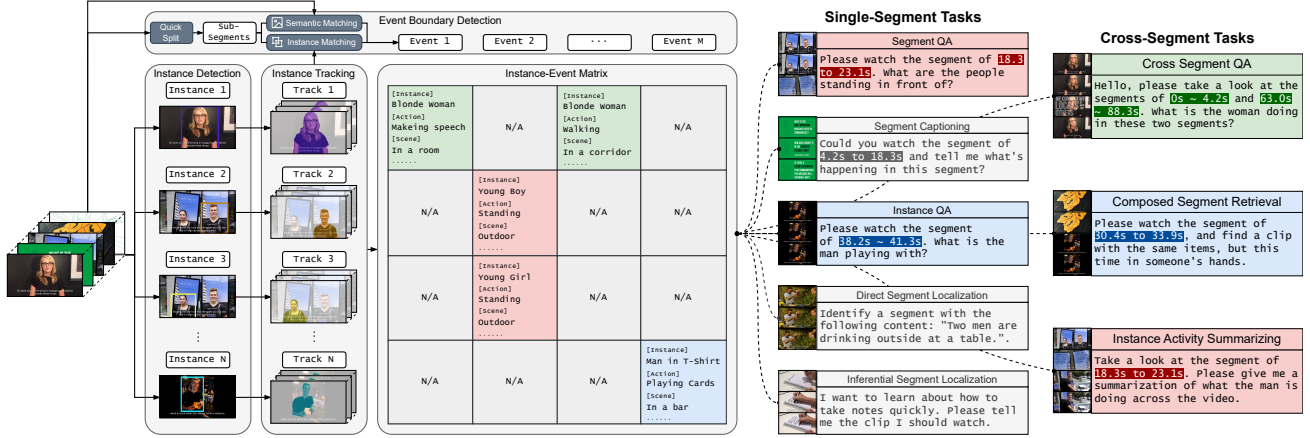 Event Boundary Detection
Quick Split
Sub-Segments
Semantic Matching
Instance Matching
Event 1
Event 2
...
Event M
Instance Detection
Instance 1
Instance 2
Instance 3
Instance N
Instance Tracking
Track 1
Track 2
Track 3
Track N
Instance-Event Matrix
[Instance]
Blonde Woman
[Action]
Makeing speech
[Scene]
In a room
......
N/A
[Instance]
Blonde Woman
[Action]
Walking
[Scene]
In a corridor
......
N/A
N/A
[Instance]
Young Boy
[Action]
Standing
[Scene]
Outdoor
......
N/A
N/A
N/A
[Instance]
Young Girl
[Action]
Standing
[Scene]
Outdoor
......
N/A
N/A
N/A
N/A
N/A
[Instance]
Man in T-Shirt
[Action]
Playing Cards
[Scene]
In a bar
......
Single-Segment Tasks
Segment QA
Please watch the segment of 18.3
to 23.1s. What are the people
standing in front of?
Segment Captioning
Could you watch the segment of
4.2s to 18.3s and tell me what's
happening in this segment?
Instance QA
Please watch the segment
of 38.2s ~ 41.3s. What is the
man playing with?
Direct Segment Localization
Identify a segment with the
following content: "Two men are
drinking outside at a table.".
Inferential Segment Localization
I want to learn about how to
take notes quickly. Please tell
me the clip I should watch.
Cross-Segment Tasks
Cross Segment QA
Hello, please take a look at the
segments of 0s ~ 4.2s and 63.0s
~ 88.3s. What is the woman doing
in these two segments?
Composed Segment Retrieval
Please watch the segment of
30.4s to 33.9s, and find a clip
with the same items, but this
time in someone's hands.
Instance Activity Summarizing
Take a look at the segment of
18.3s to 23.1s. Please give me a
summarization of what the man is
doing across the video.